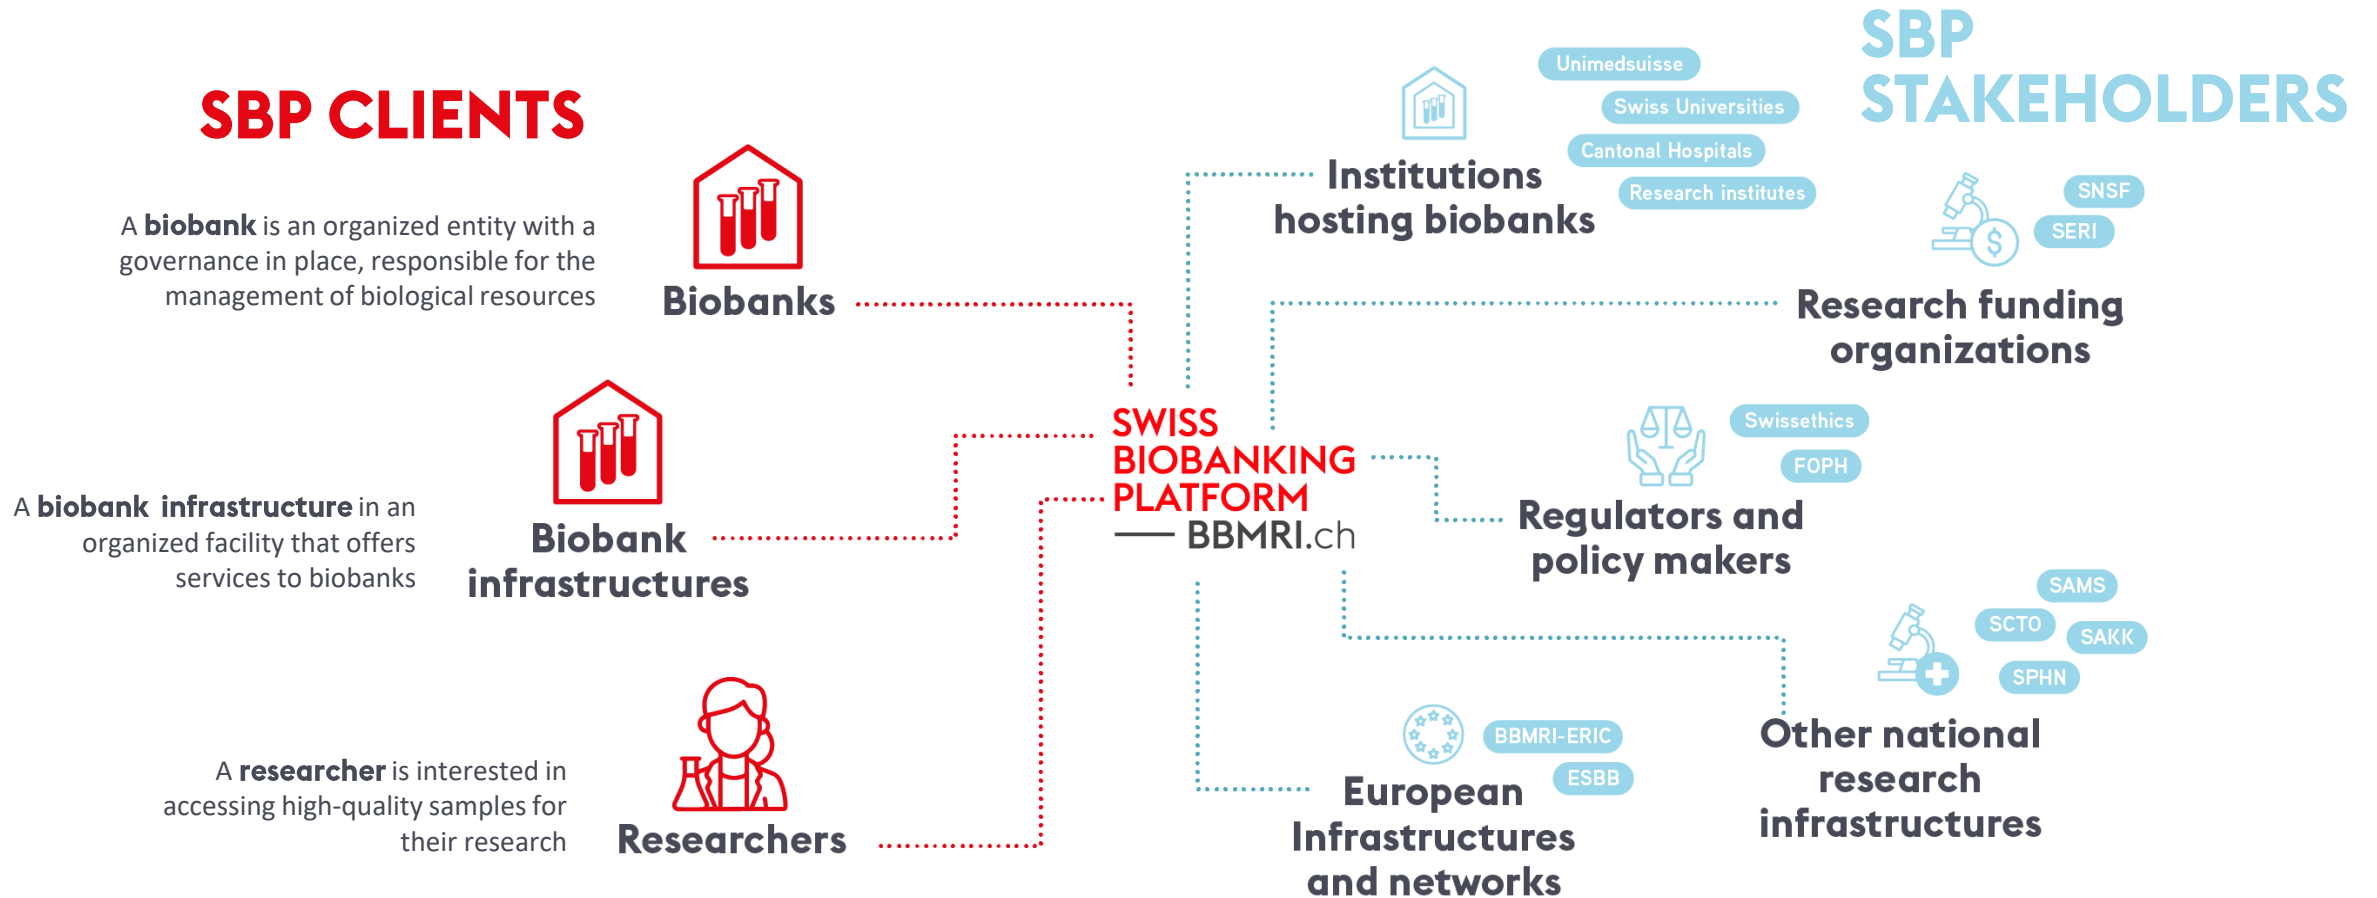 SBP CLIENTS
A biobank is an organized entity with a
governance in place, responsible for the
management of biological resources
Biobanks
A biobank infrastructure in an
organized facility that offers
services to biobanks
Biobank
infrastructures
A researcher is interested in
accessing high-quality samples for
their research
Researchers
SWISS
BIOBANKING
PLATFORM
BBMRI.ch
SBP
STAKEHOLDERS
Unimedsuisse
Swiss Universities
Cantonal Hospitals
Research institutes
Institutions
hosting biobanks
SNSF
SERI
$
Research funding
organizations
Swissethics
FOPH
Regulators and
policy makers
SAMS
SCTO
SAKK
SPHN
Other national
research
infrastructures
BBMRI-ERIC
ESBB
European
Infrastructures
and networks